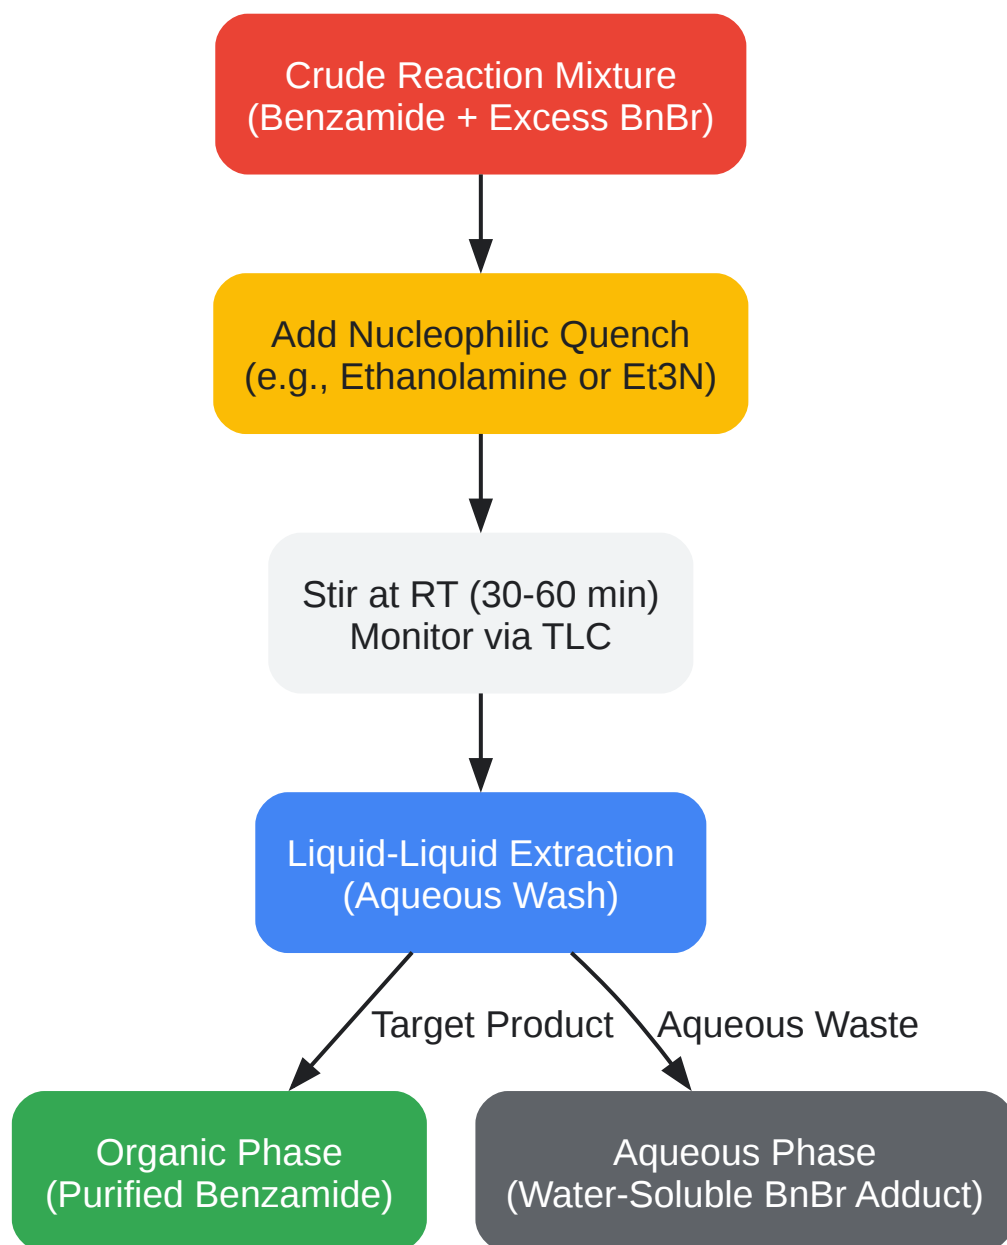 Crude Reaction Mixture
(Benzamide + Excess BnBr)
Add Nucleophilic Quench
(e.g., Ethanolamine or Et3N)
Stir at RT (30-60 min)
Monitor via TLC
Liquid-Liquid Extraction
(Aqueous Wash)
Target Product
Aqueous Waste
Organic Phase
(Purified Benzamide)
Aqueous Phase
(Water-Soluble BnBr Adduct)